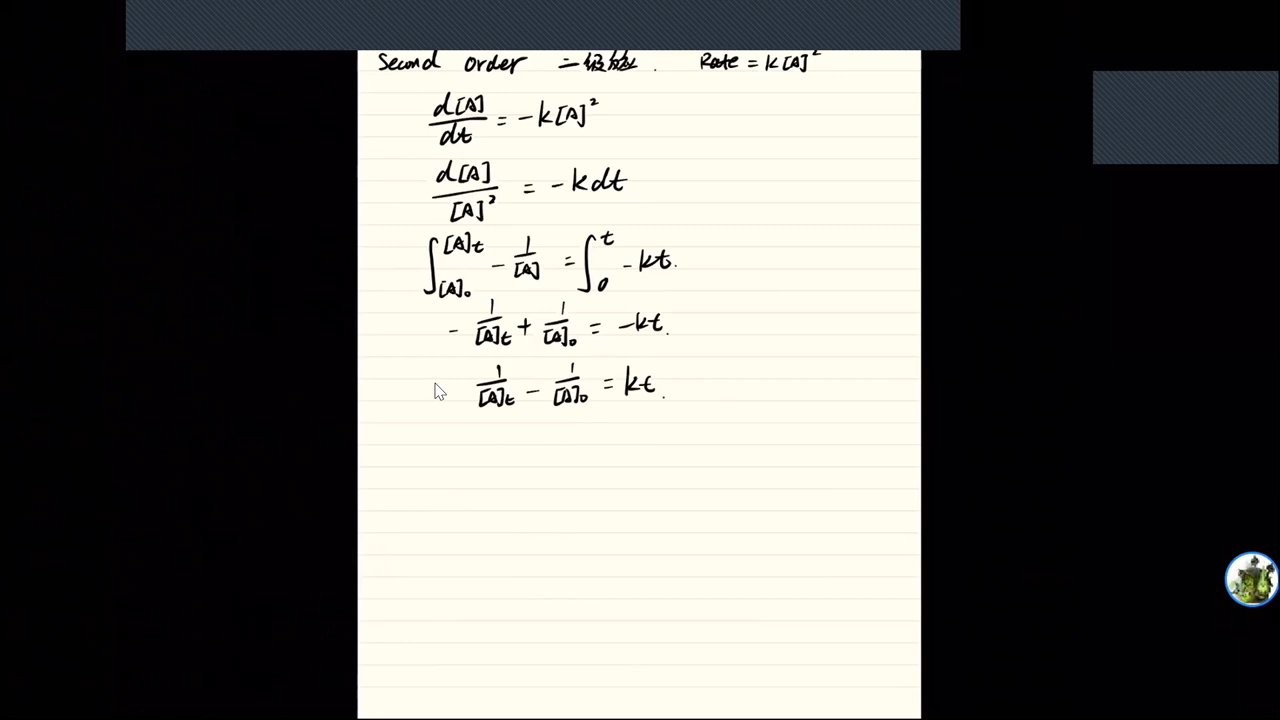 Second order 二级反应. Rate = k[A]²
d[A]/dt = -k[A]²
d[A]/[A]² = -kdt
∫_{[A]₀}^{[A]t} -1/[A] = ∫_0^t -kt.
-1/[A]t + 1/[A]₀ = -kt.
1/[A]t - 1/[A]₀ = kt.